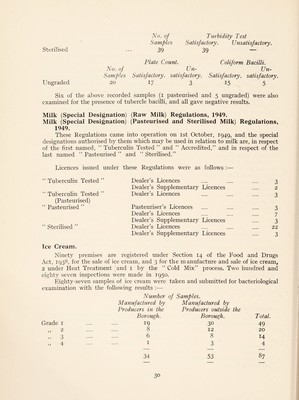 No. of Turbidity Test
Samples Satisfactory. Unsatisfactory.
Sterilised ... 39 39 —
Plate Count. Coliform Bacilli.
No. of Un- Un-
Samples Satisfactory. satisfactory. Satisfactory. satisfactory.
Ungraded 20 17 3 15 5
Six of the above recorded samples (1 pasteurised and 5 ungraded) were also
examined for the presence of tubercle bacilli, and all gave negative results.
Milk (Special Designation) (Raw Milk) Regulations, 1949.
Milk (Special Designation) (Pasteurised and Sterilised Milk) Regulations,
1949.
These Regulations came into operation on 1st October, 1949, and the special
designations authorised by them which may be used in relation to milk are, in respect
of the first named, "Tuberculin Tested" and "Accredited," and in respect of the
last named "Pasteurised" and "Sterilised."
Licences issued under these Regulations were as follows :—
"Tuberculin Tested" Dealer's Licences ... ... ... 3
Dealer's Supplementary Licences ... 2
"Tuberculin Tested" Dealer's Licences ... ... ... 3
(Pasteurised)
"Pasteurised" Pasteuriser's Licences ... ... ... 3
Dealer's Licences ... ... ... 7
Dealer's Supplementary Licences ... 3
"Sterilised" Dealer's Licences ... ... ... 22
Dealer's Supplementary Licences ... 3
Ice Cream.
Ninety premises are registered under Section 14 of the Food and Drugs
Act, 1938, for the sale of ice cream, and 3 for the manufacture and sale of ice cream,
2 under Heat Treatment and 1 by the "Cold Mix" process. Two hundred and
eighty seven inspections were made in 1950.
Eighty-seven samples of ice cream were taken and submitted for bacteriological
examination with the following results :—
Number of Samples.
Manufactured by Manufactured by
Producers in the Producers outside the
Borough. Borough. Total.
Grade 1 ... ... 19 30 49
,, 2 ... ... 8 12 20
,, 3 ... ... 6 8 14
,, 4 ... ... 1 3 4
— — —
34 53 87
— — —
30